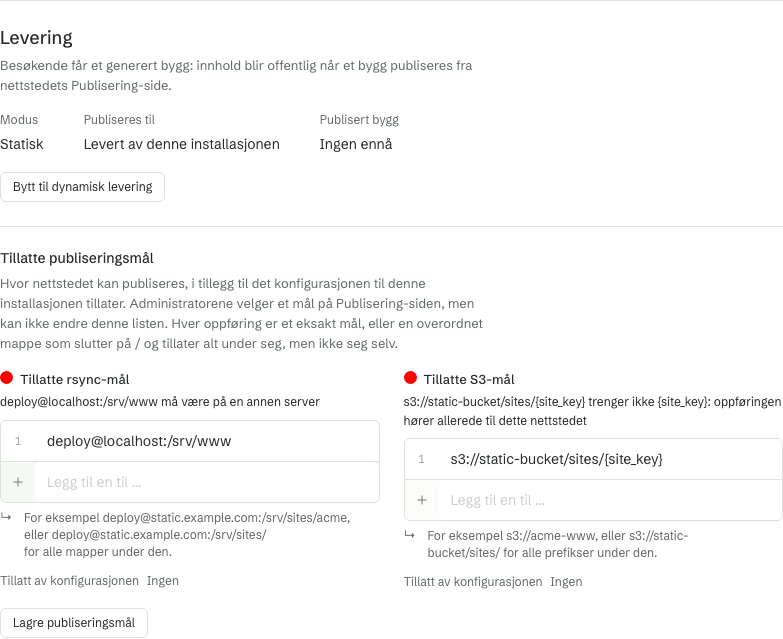 Levering
Besøkende får et generert bygg: innhold blir offentlig når et bygg publiseres fra
nettstedets Publisering-side.
Modus
Publiseres til
Publisert bygg
Statisk
Levert av denne installasjonen
Ingen ennå
Bytt til dynamisk levering
Tillatte publiseringsmål
Hvor nettstedet kan publiseres, i tillegg til det konfigurasjonen til denne
installasjonen tillater. Administratorene velger et mål på Publisering-siden, men
kan ikke endre denne listen. Hver oppføring er et eksakt mål, eller en overordnet
mappe som slutter på / og tillater alt under seg, men ikke seg selv.
Tillatte rsync-mål
deploy@localhost:/srv/www må være på en annen server
1 deploy@localhost:/srv/www
+ Legg til en til …
↪ For eksempel deploy@static.example.com:/srv/sites/acme,
eller deploy@static.example.com:/srv/sites/
for alle mapper under den.
Tillatt av konfigurasjonen Ingen
Tillatte S3-mål
s3://static-bucket/sites/{site_key} trenger ikke {site_key}: oppføringen
hører allerede til dette nettstedet
1 s3://static-bucket/sites/{site_key}
+ Legg til en til …
↪ For eksempel s3://acme-www, eller s3://static-
bucket/sites/ for alle prefikser under den.
Tillatt av konfigurasjonen Ingen
Lagre publiseringsmål